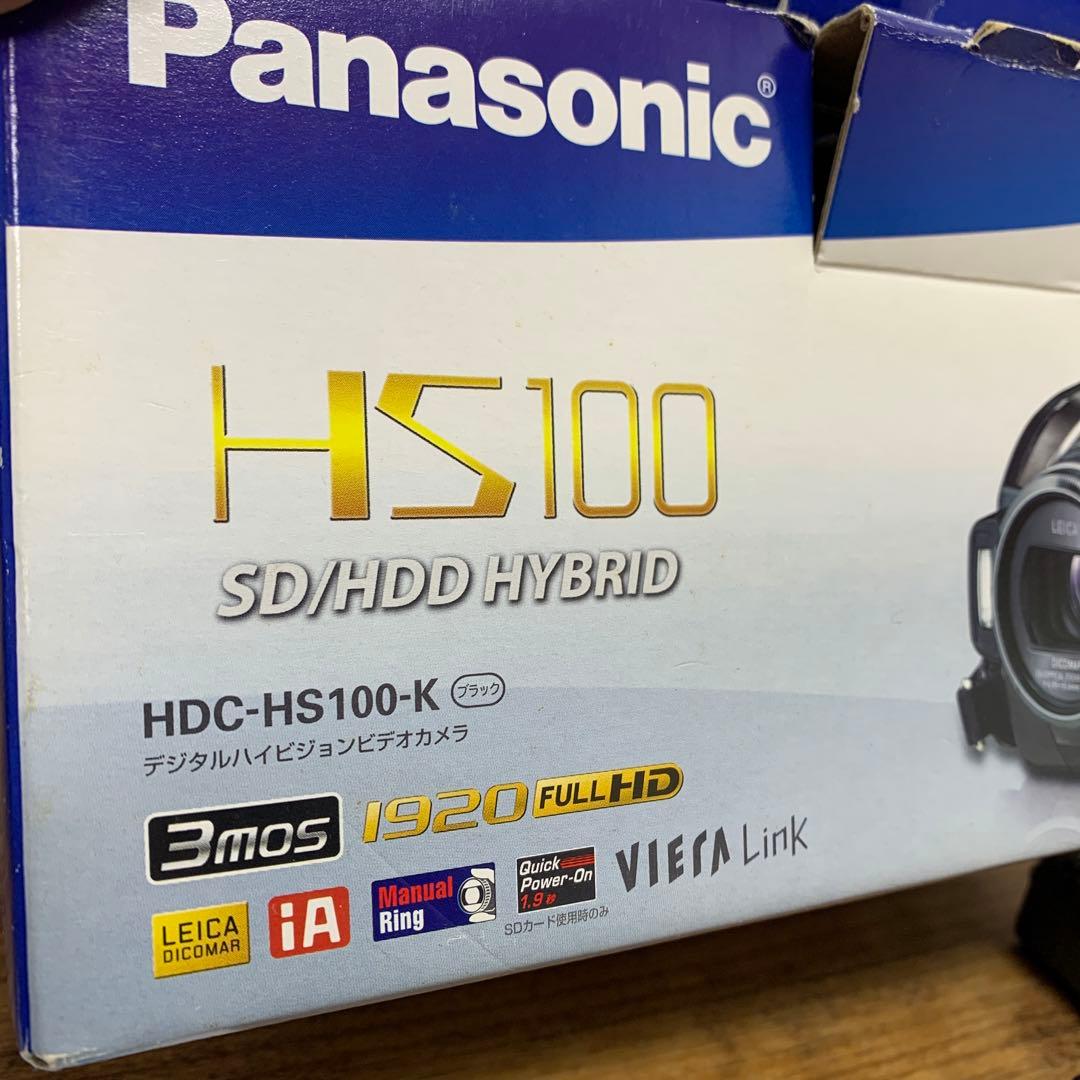 Panasonic®
HS100
SD/HDD HYBRID
HDC-HS100-K ブラック
デジタルハイビジョンビデオカメラ
3mos
1920 FULL HD
LEICA
DICOMAR
iA
Manual
Ring
Quick
Power-On
1.9秒
SDカード使用時のみ
VIERA Link
LEICA
DICOMAR